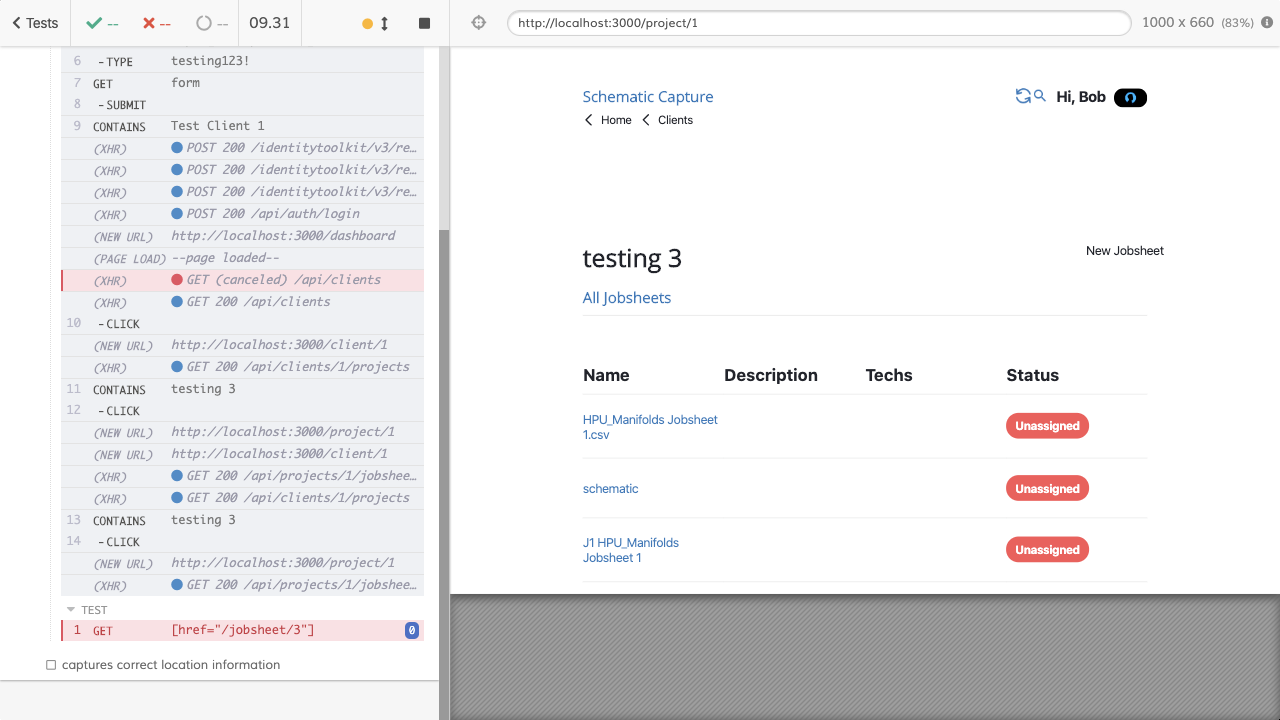 Tests
--
--
--
09.31
http://localhost:3000/project/1
1000 x 660 (83%)
6 -TYPE testing123!
7 GET form
8 -SUBMIT
9 CONTAINS Test Client 1
(XHR) POST 200 /identitytoolkit/v3/re…
(XHR) POST 200 /identitytoolkit/v3/re…
(XHR) POST 200 /identitytoolkit/v3/re…
(XHR) POST 200 /api/auth/login
(NEW URL) http://localhost:3000/dashboard
(PAGE LOAD) --page loaded--
(XHR) GET (canceled) /api/clients
(XHR) GET 200 /api/clients
10 -CLICK
(NEW URL) http://localhost:3000/client/1
(XHR) GET 200 /api/clients/1/projects
11 CONTAINS testing 3
12 -CLICK
(NEW URL) http://localhost:3000/project/1
(NEW URL) http://localhost:3000/client/1
(XHR) GET 200 /api/projects/1/jobshee…
(XHR) GET 200 /api/clients/1/projects
13 CONTAINS testing 3
14 -CLICK
(NEW URL) http://localhost:3000/project/1
(XHR) GET 200 /api/projects/1/jobshee…
TEST
1 GET [href="/jobsheet/3"] 0
captures correct location information
Schematic Capture
Hi, Bob
Home Clients
testing 3
New Jobsheet
All Jobsheets
Name Description Techs Status
HPU_Manifolds Jobsheet
1.csv
Unassigned
schematic
Unassigned
J1 HPU_Manifolds
Jobsheet 1
Unassigned